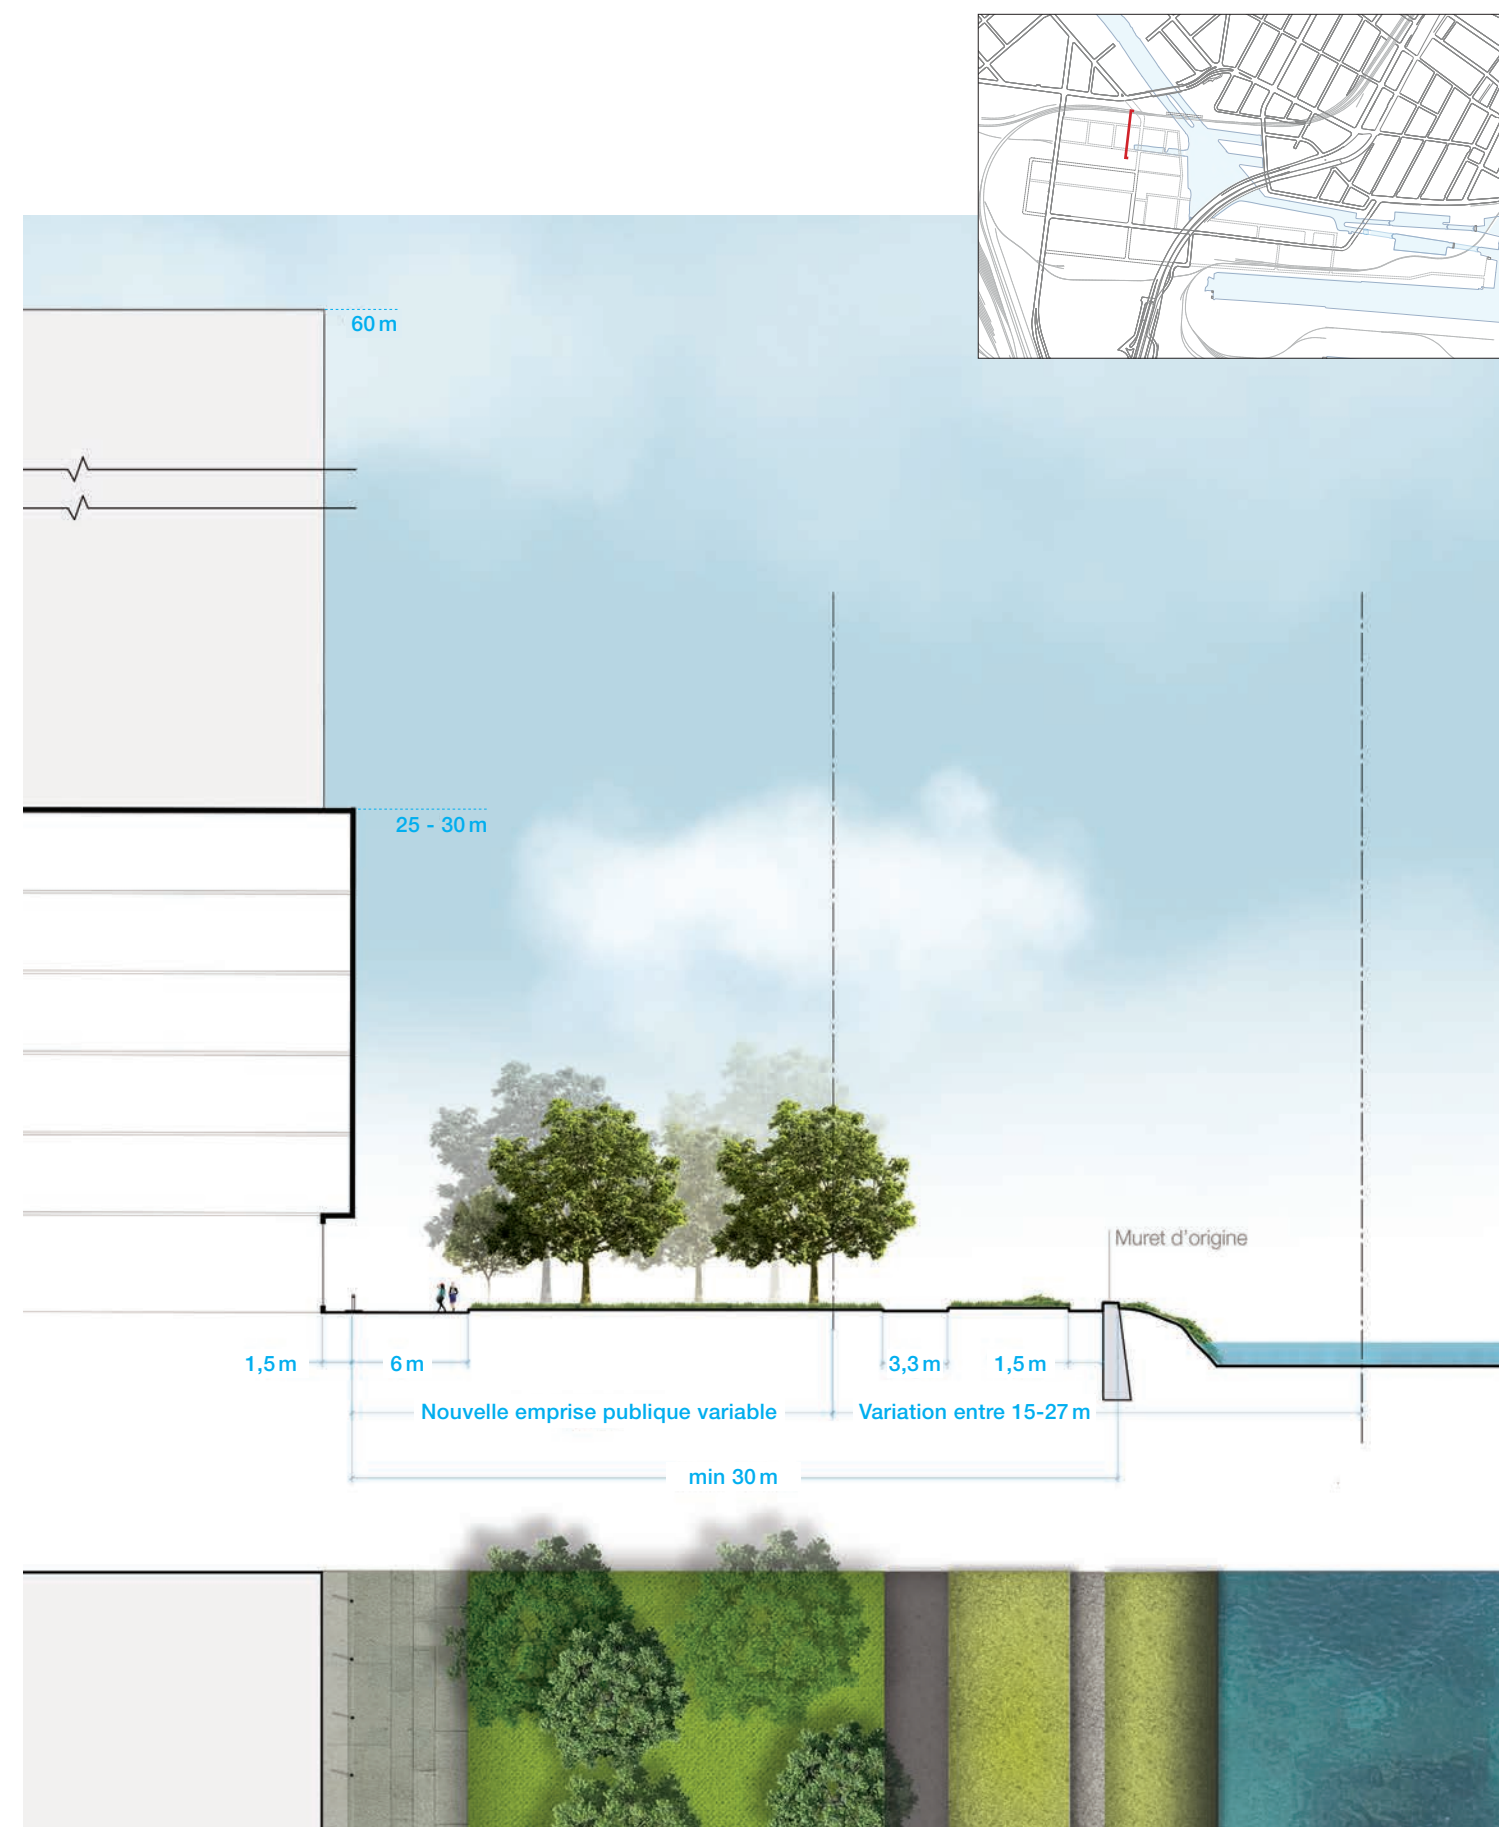 60 m
25 - 30 m
Muret d'origine
1,5 m
6 m
3,3 m
1,5 m
Nouvelle emprise publique variable
Variation entre 15-27 m
min 30 m